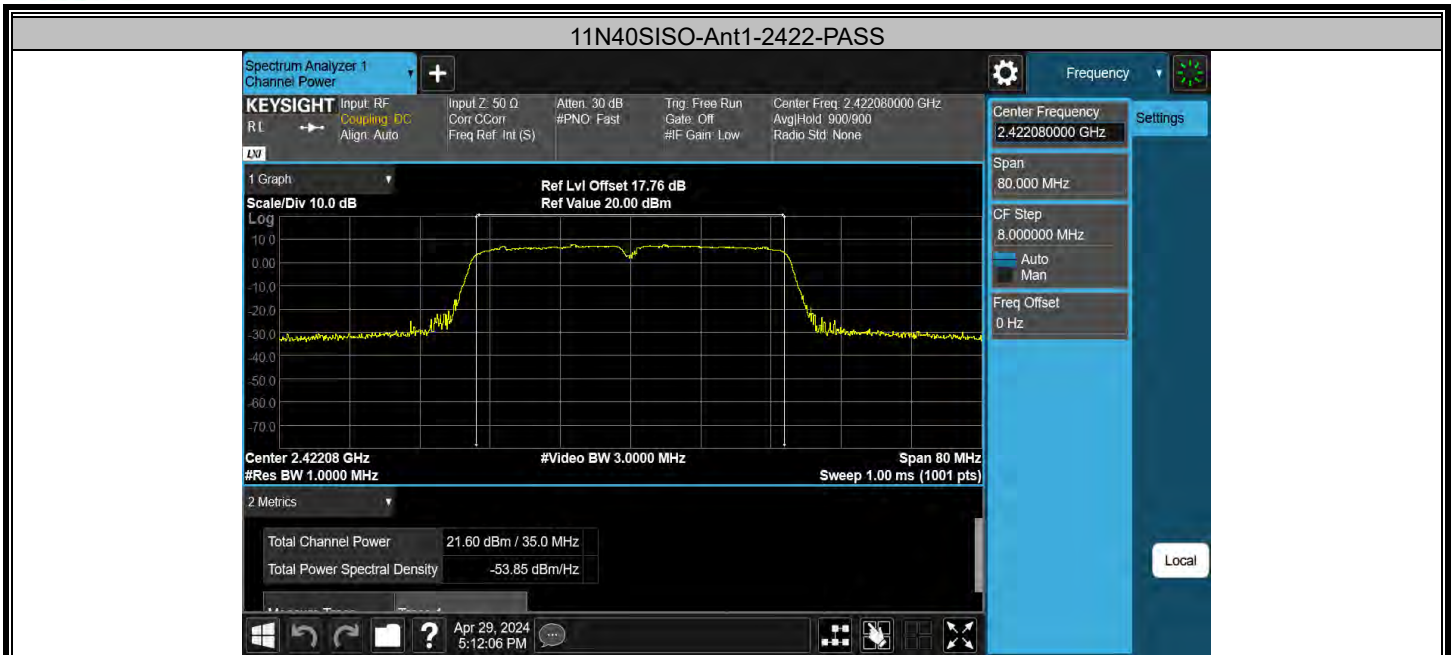 11N40SISO-Ant1-2422-PASS
Spectrum Analyzer 1
Channel Power
Frequency
KEYSIGHT
RL
LXI
Input: RF
Coupling: DC
Align: Auto
Input Z: 50 Ω
Corr CCorr
Freq Ref: Int (S)
Atten: 30 dB
#PNO: Fast
Trig: Free Run
Gate: Off
#IF Gain: Low
Center Freq: 2.422080000 GHz
Avg|Hold: 900/900
Radio Std: None
Center Frequency
2.422080000 GHz
Settings
Span
80.000 MHz
CF Step
8.000000 MHz
Auto
Man
Freq Offset
0 Hz
Local
1 Graph
Scale/Div 10.0 dB
Ref Lvl Offset 17.76 dB
Ref Value 20.00 dBm
Log
10.0
0.00
-10.0
-20.0
-30.0
-40.0
-50.0
-60.0
-70.0
Center 2.42208 GHz
#Res BW 1.0000 MHz
#Video BW 3.0000 MHz
Span 80 MHz
Sweep 1.00 ms (1001 pts)
2 Metrics
Total Channel Power 21.60 dBm / 35.0 MHz
Total Power Spectral Density -53.85 dBm/Hz
?
Apr 29, 2024
5:12:06 PM